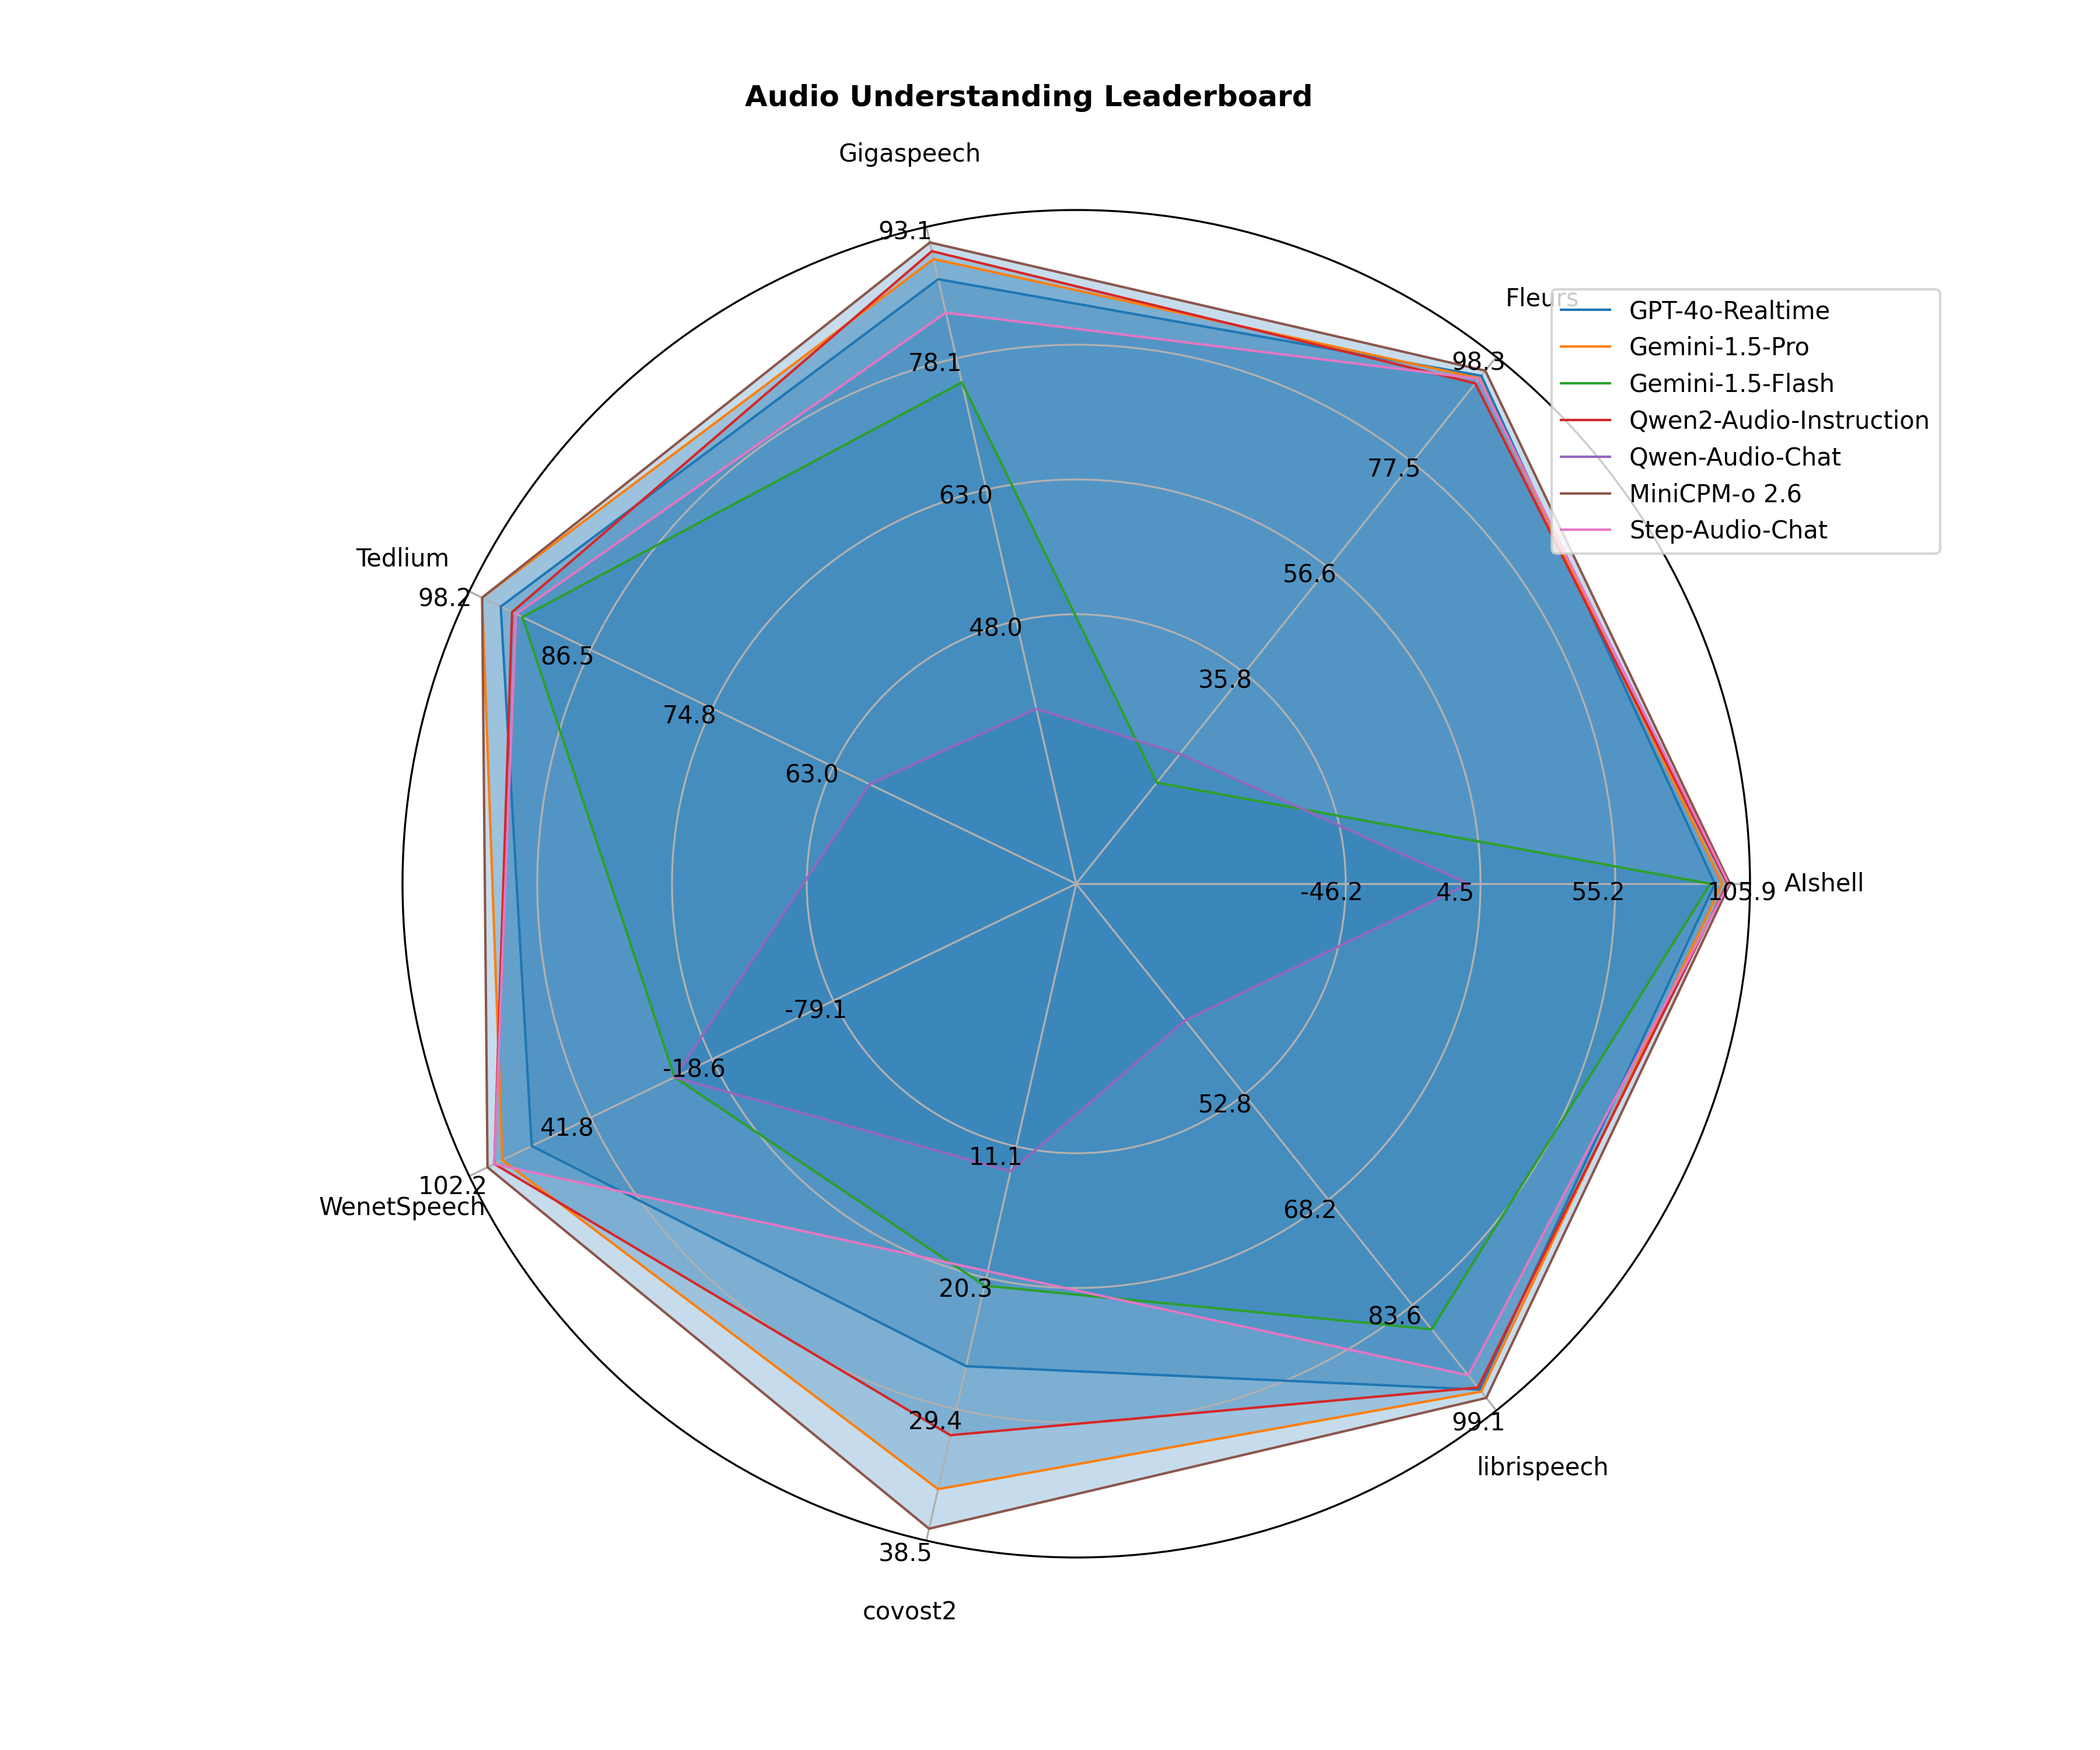 Audio Understanding Leaderboard
Gigaspeech
93.1
Fleurs
GPT-4o-Realtime
Gemini-1.5-Pro
Gemini-1.5-Flash
Qwen2-Audio-Instruction
Qwen-Audio-Chat
MiniCPM-o 2.6
Step-Audio-Chat
98.3
78.1
77.5
63.0
Tedlium
98.2
56.6
48.0
86.5
35.8
74.8
63.0
AIshell
-46.2
4.5
55.2
105.9
-79.1
-18.6
52.8
41.8
11.1
102.2
WenetSpeech
68.2
20.3
83.6
29.4
99.1
librispeech
38.5
covost2